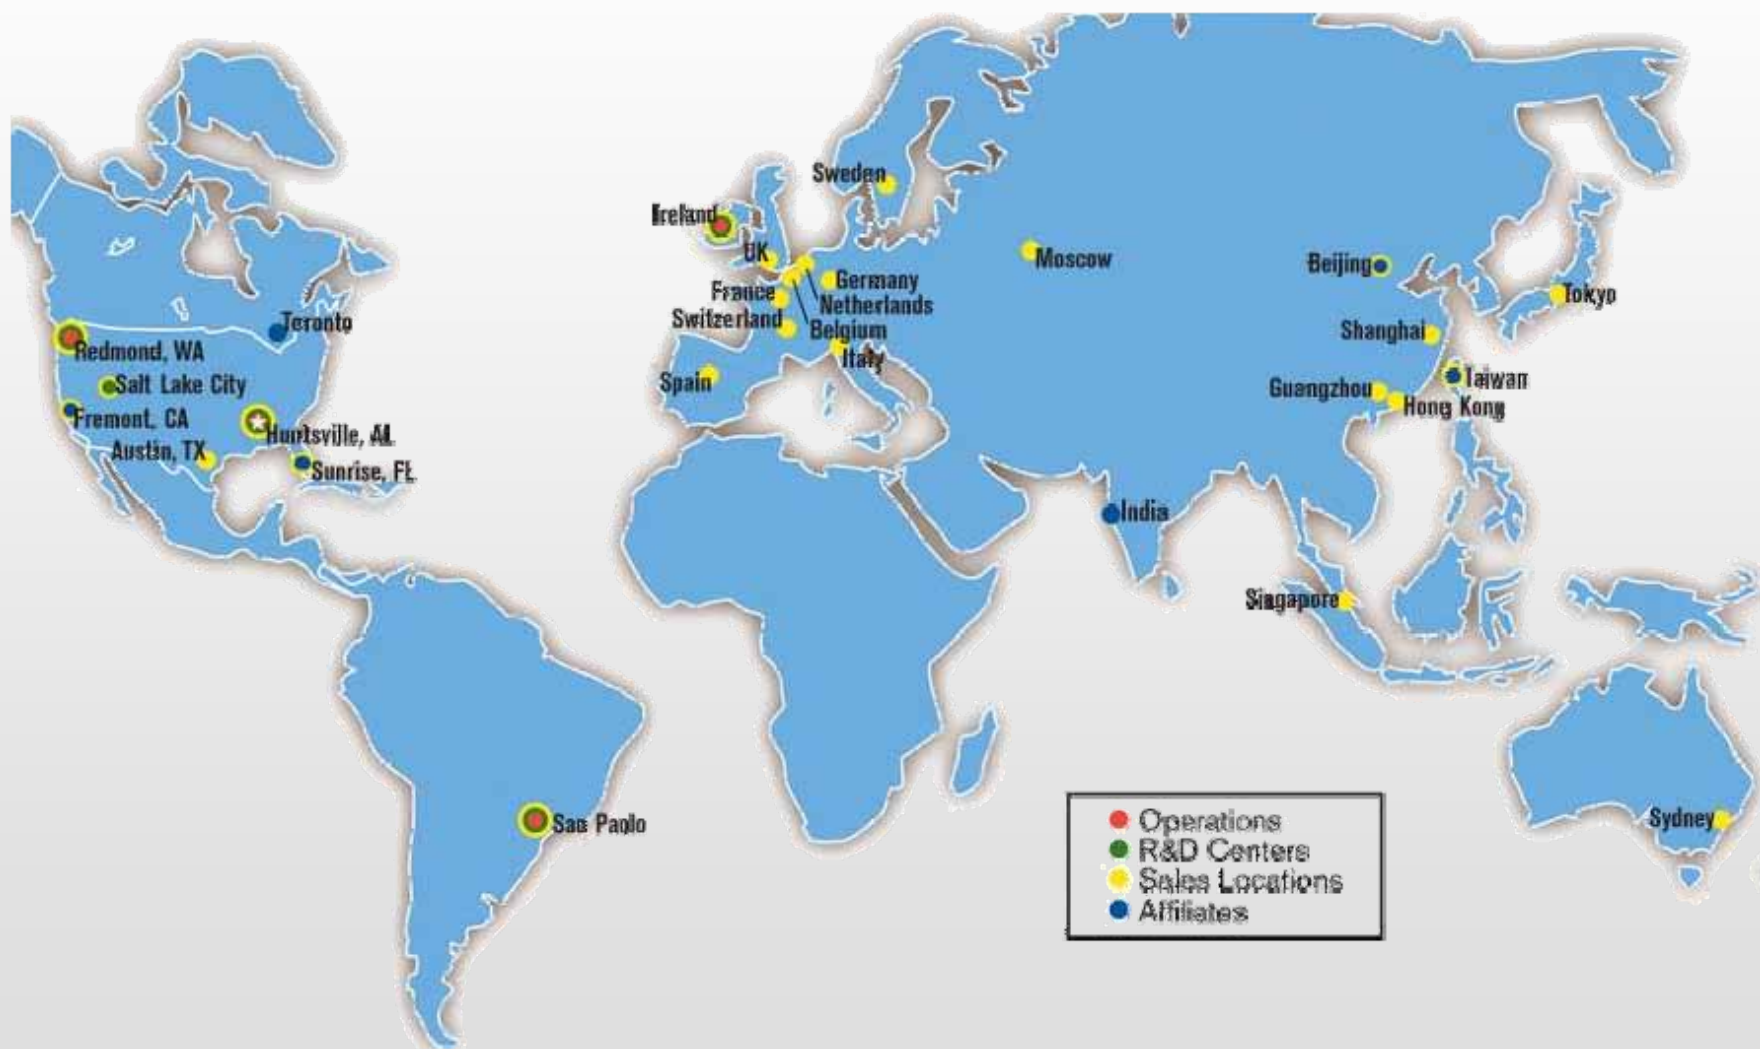 Sweden
Ireland
UK
Moscow
Beijing
Germany
France
Netherlands
Tokyo
Switzerland
Toronto
Belgium
Shanghai
Redmond, WA
Italy
Salt Lake City
Spain
Taiwan
Guangzhou
Hong Kong
Fremont, CA
Huntsville, AL
Austin, TX
Sunrise, FL
India
Singapore
Sao Paolo
Sydney
Operations
R&D Centers
Sales Locations
Affiliates